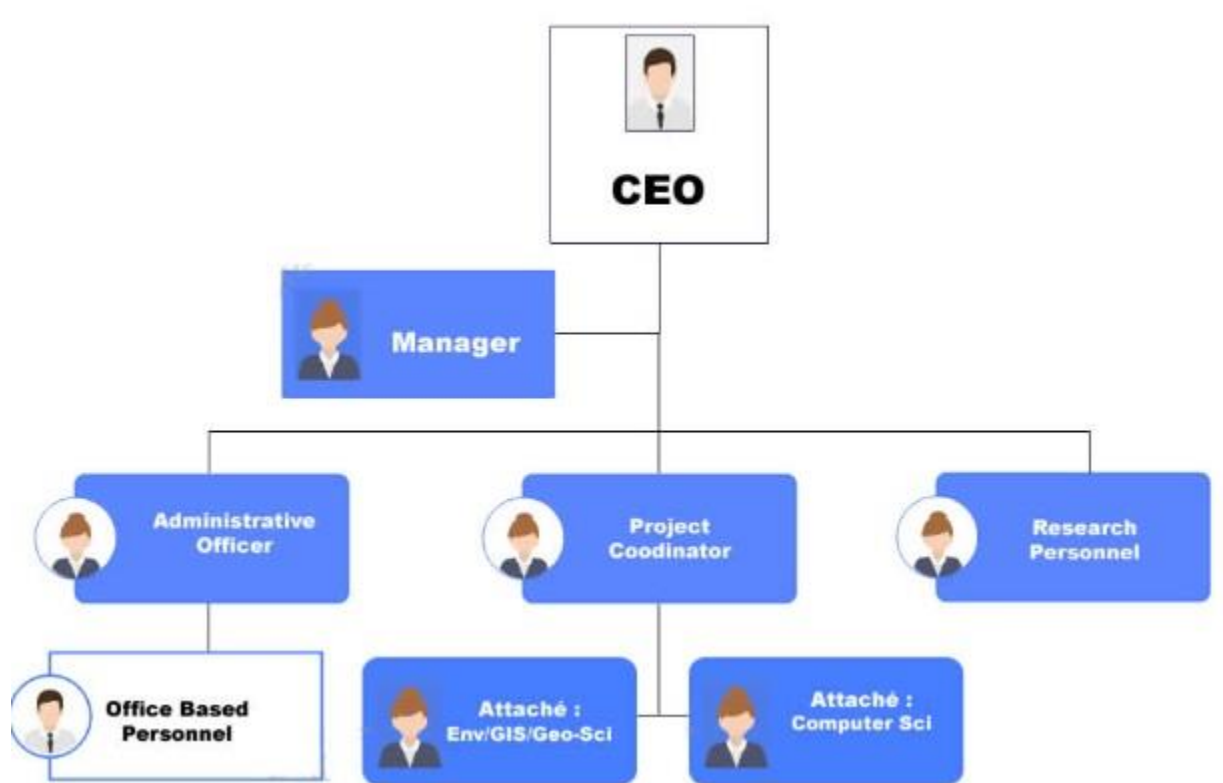 CEO
Manager
Administrative
Officer
Project
Coodinator
Research
Personnel
Office Based
Personnel
Attaché :
Env/GIS/Geo-Sci
Attaché :
Computer Sci